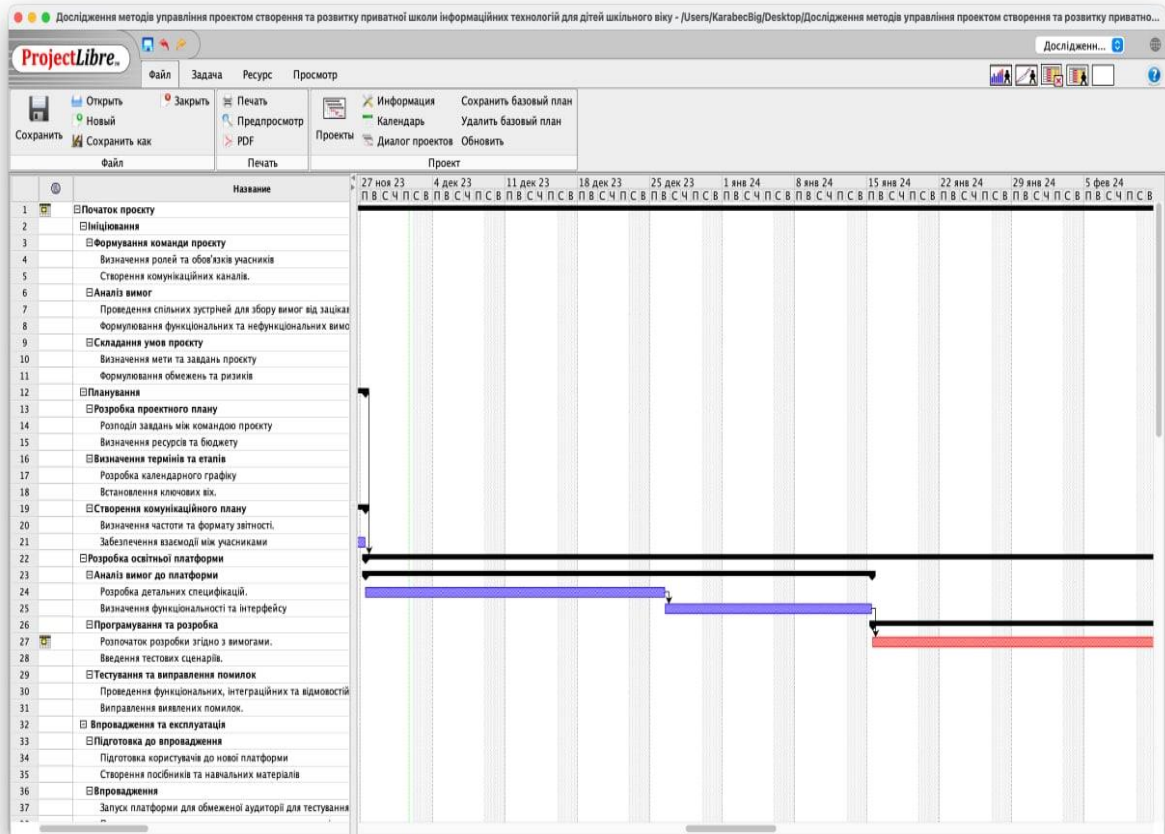 Дослідження методів управління проектом створення та розвитку приватної школи інформаційних технологій для дітей шкільного віку - /Users/KarabecBig/Desktop/Дослідження методів управління проектом створення та розвитку приватно...
ProjectLibre
Дослідженн...
Файл Задача Ресурс Просмотр
Сохранить
Открыть Закрыть
Новый
Сохранить как
Файл
Печать
Предпросмотр
PDF
Печать
Проекты
Информация Сохранить базовый план
Календарь Удалить базовый план
Диалог проектов Обновить
Проект
Название
27 ноя 23 4 дек 23 11 дек 23 18 дек 23 25 дек 23 1 янв 24 8 янв 24 15 янв 24 22 янв 24 29 янв 24 5 фев 24
П В С Ч П С В П В С Ч П С В П В С Ч П С В П В С Ч П С В П В С Ч П С В П В С Ч П С В П В С Ч П С В П В С Ч П С В П В С Ч П С В П В С Ч П С В П В С Ч П С В
1 Початок проєкту
2 Ініціювання
3 Формування команди проєкту
4 Визначення ролей та обов'язків учасників
5 Створення комунікаційних каналів.
6 Аналіз вимог
7 Проведення спільних зустрічей для збору вимог від зацікав
8 Формулювання функціональних та нефункціональних вимо
9 Складання умов проєкту
10 Визначення мети та завдань проєкту
11 Формулювання обмежень та ризиків
12 Планування
13 Розробка проектного плану
14 Розподіл завдань між командою проєкту
15 Визначення ресурсів та бюджету
16 Визначення термінів та етапів
17 Розробка календарного графіку
18 Встановлення ключових віх.
19 Створення комунікаційного плану
20 Визначення частоти та формату звітності.
21 Забезпечення взаємодії між учасниками
22 Розробка освітньої платформи
23 Аналіз вимог до платформи
24 Розробка детальних специфікацій.
25 Визначення функціональності та інтерфейсу
26 Програмування та розробка
27 Розпочаток розробки згідно з вимогами.
28 Введення тестових сценаріїв.
29 Тестування та виправлення помилок
30 Проведення функціональних, інтеграційних та відмовостій
31 Виправлення виявлених помилок.
32 Впровадження та експлуатація
33 Підготовка до впровадження
34 Підготовка користувачів до нової платформи
35 Створення посібників та навчальних матеріалів
36 Впровадження
37 Запуск платформи для обмеженої аудиторії для тестування